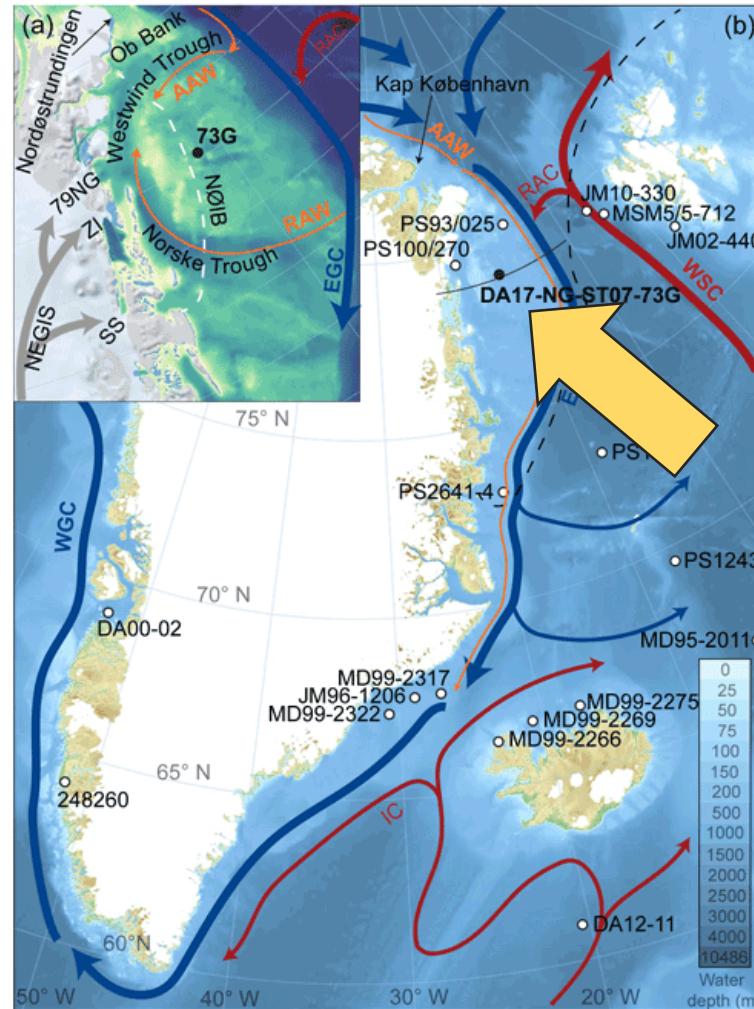 (a)
Nordøstrundingen
Ob Bank
Westwind Trough
AAW
RAC
73G
NØIB
79NG
ZI
RAW
Norske Trough
EGC
NEGIS
SS
(b)
Kap København
AAW
RAC
JM10-330
MSM5/5-712
JM02-440
PS93/025
PS100/270
WSC
DA17-NG-ST07-73G
75° N
E
PS1
PS2641-4
WGC
PS1243
70° N
DA00-02
MD95-2011
MD99-2317
JM96-1206
MD99-2322
MD99-2275
MD99-2269
MD99-2266
65° N
248260
IC
DA12-11
60°N
50° W
40° W
30° W
20° W
0
25
50
75
100
150
200
500
1000
1500
2000
2500
3000
4000
10486
Water
depth (m